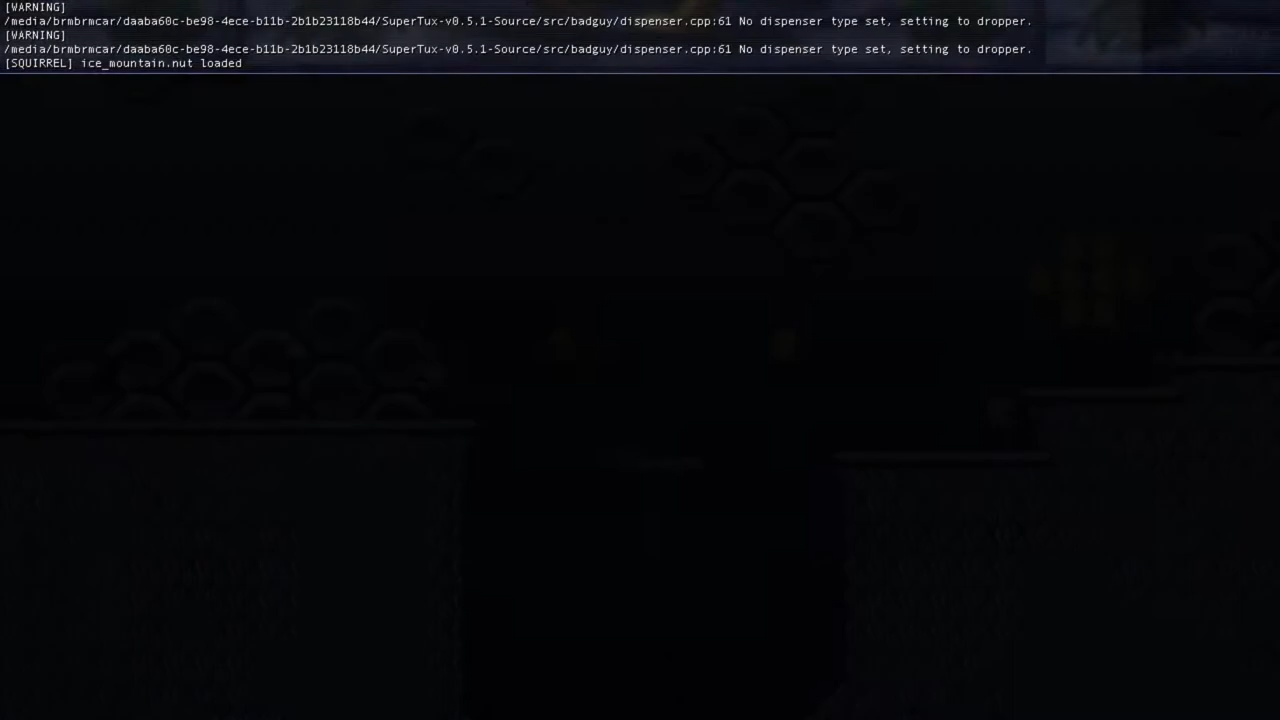 [WARNING]
/media/brmbrmcar/daaba60c-be98-4ece-b11b-2b1b23118b44/SuperTux-v0.5.1-Source/src/badguy/dispenser.cpp:61 No dispenser type set, setting to dropper.
[WARNING]
/media/brmbrmcar/daaba60c-be98-4ece-b11b-2b1b23118b44/SuperTux-v0.5.1-Source/src/badguy/dispenser.cpp:61 No dispenser type set, setting to dropper.
[SQUIRREL] ice_mountain.nut loaded